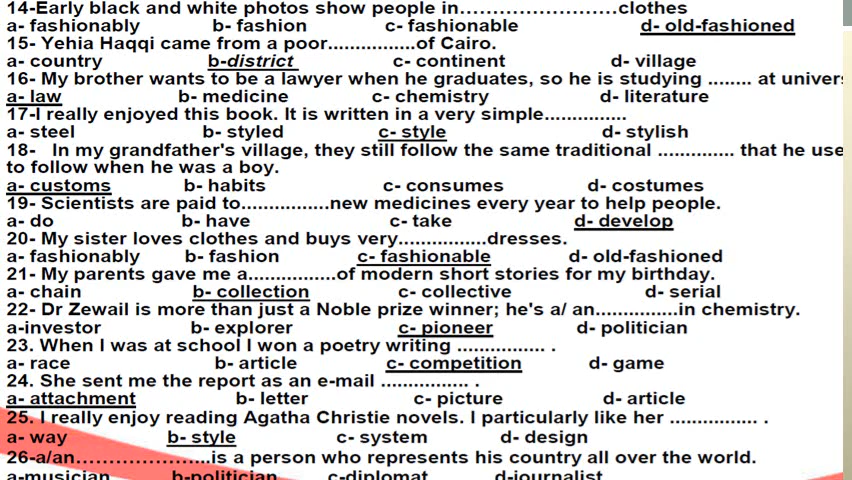 14-Early black and white photos show people in........................clothes
a- fashionably b- fashion c- fashionable d- old-fashioned
15- Yehia Haqqi came from a poor................of Cairo.
a- country b-district c- continent d- village
16- My brother wants to be a lawyer when he graduates, so he is studying ........ at univers
a- law b- medicine c- chemistry d- literature
17-I really enjoyed this book. It is written in a very simple...............
a- steel b- styled c- style d- stylish
18- In my grandfather's village, they still follow the same traditional .............. that he use
to follow when he was a boy.
a- customs b- habits c- consumes d- costumes
19- Scientists are paid to................new medicines every year to help people.
a- do b- have c- take d- develop
20- My sister loves clothes and buys very................dresses.
a- fashionably b- fashion c- fashionable d- old-fashioned
21- My parents gave me a................of modern short stories for my birthday.
a- chain b- collection c- collective d- serial
22- Dr Zewail is more than just a Noble prize winner; he's a/ an...............in chemistry.
a-investor b- explorer c- pioneer d- politician
23. When I was at school I won a poetry writing ................ .
a- race b- article c- competition d- game
24. She sent me the report as an e-mail ................ .
a- attachment b- letter c- picture d- article
25. I really enjoy reading Agatha Christie novels. I particularly like her ................ .
a- way b- style c- system d- design
26-a/an.......................is a person who represents his country all over the world.
a-musician b-politician c-diplomat d-journalist